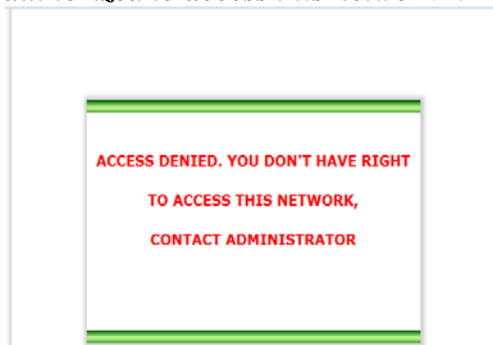 ACCESS DENIED. YOU DON'T HAVE RIGHT
TO ACCESS THIS NETWORK,
CONTACT ADMINISTRATOR